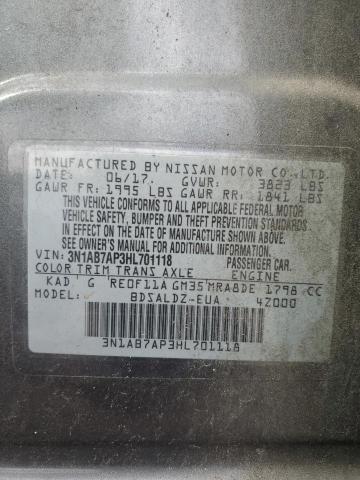 MANUFACTURED BY NISSAN MOTOR CO., LTD.
DATE: 06/17. GVWR: 3823 LBS
GAWR FR: 1995 LBS GAWR RR: 1841 LBS
THIS VEHICLE CONFORMS TO ALL APPLICABLE FEDERAL MOTOR
VEHICLE SAFETY, BUMPER AND THEFT PREVENTION STANDARDS
IN EFFECT ON THE DATE OF MANUFACTURE SHOWN ABOVE.
SEE OWNER'S MANUAL FOR ADDITIONAL INFORMATION.
VIN: 3N1AB7AP3HL701118 PASSENGER CAR
COLOR TRIM TRANS AXLE ENGINE
KAD G RE0F11A GM35 MRA8DE 1798 CC
MODEL: BDSALDZ-EUA 4Z000
3N1AB7AP3HL701118